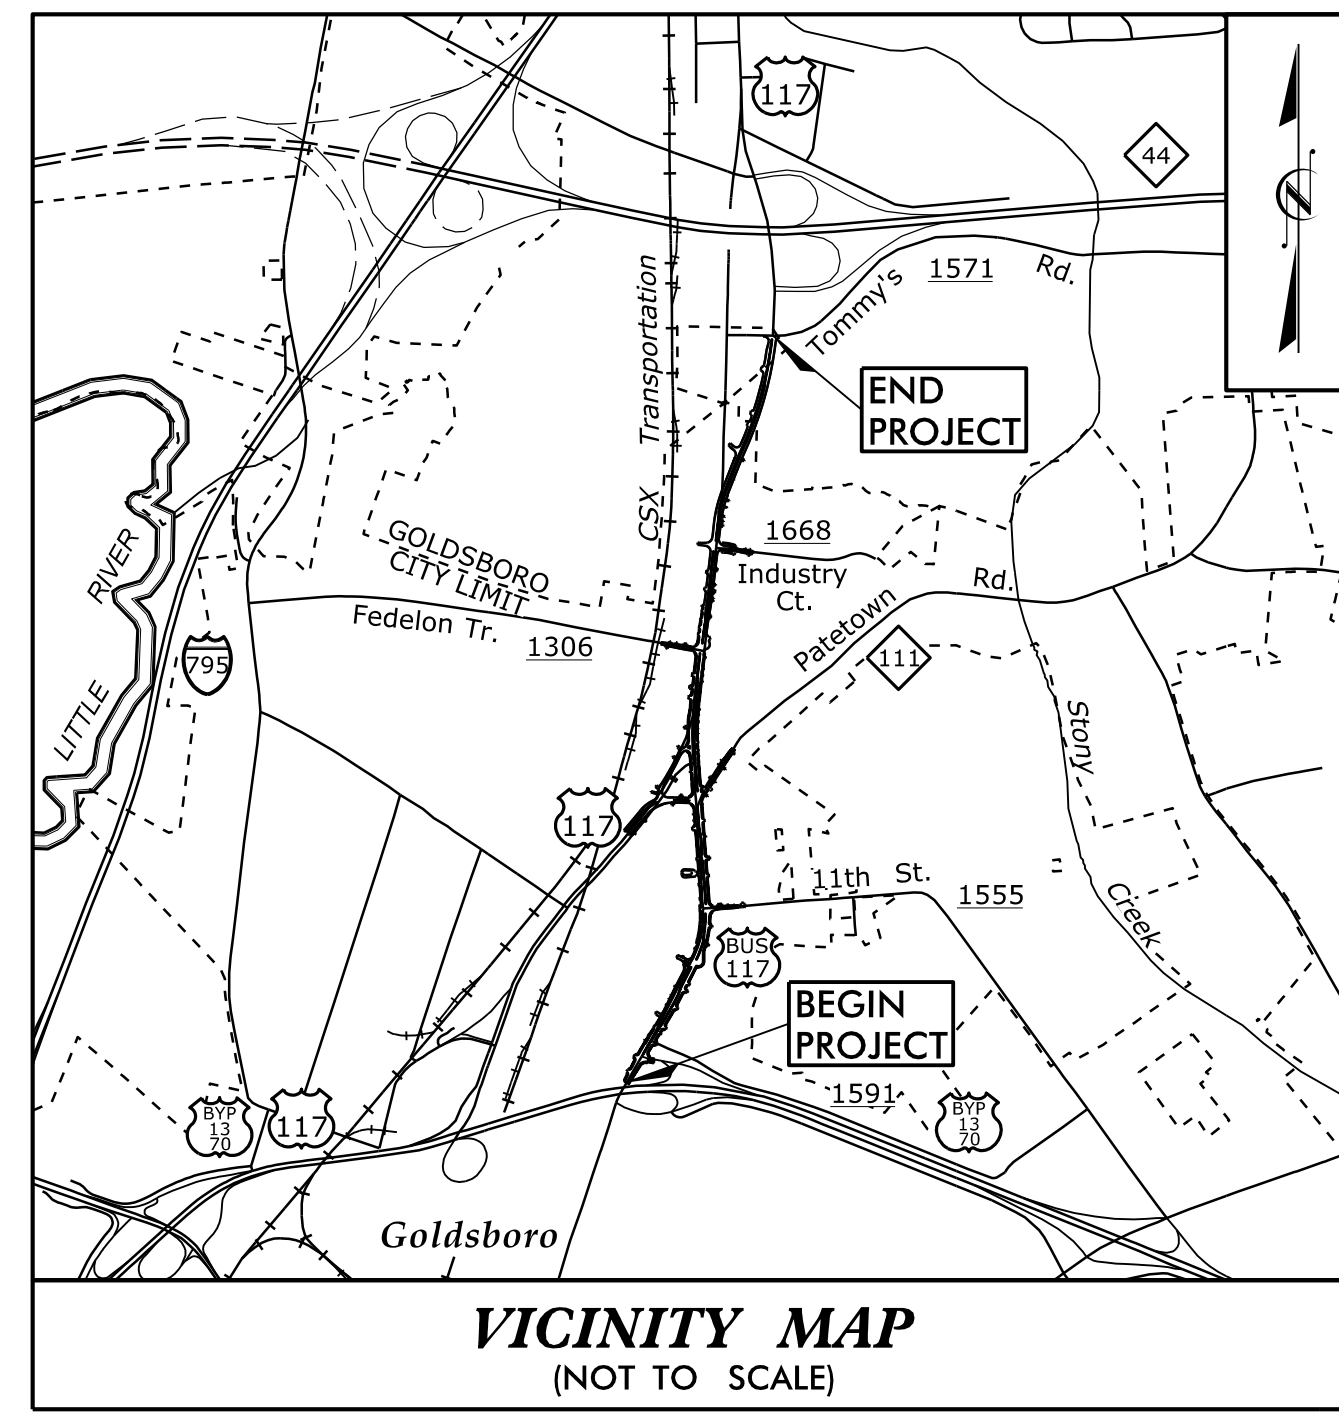 117
44
1571
Rd.
Tommy's
CSX Transportation
END
PROJECT
1668
Industry
Ct.
GOLDSBORO
CITY LIMIT
Fedelon Tr.
1306
Patetown
Rd.
111
LITTLE RIVER
795
Stony
Creek
117
11th St.
1555
BUS
117
BEGIN
PROJECT
1591
BYP
13
70
117
BYP
13
70
N
Goldsboro
VICINITY MAP
(NOT TO SCALE)